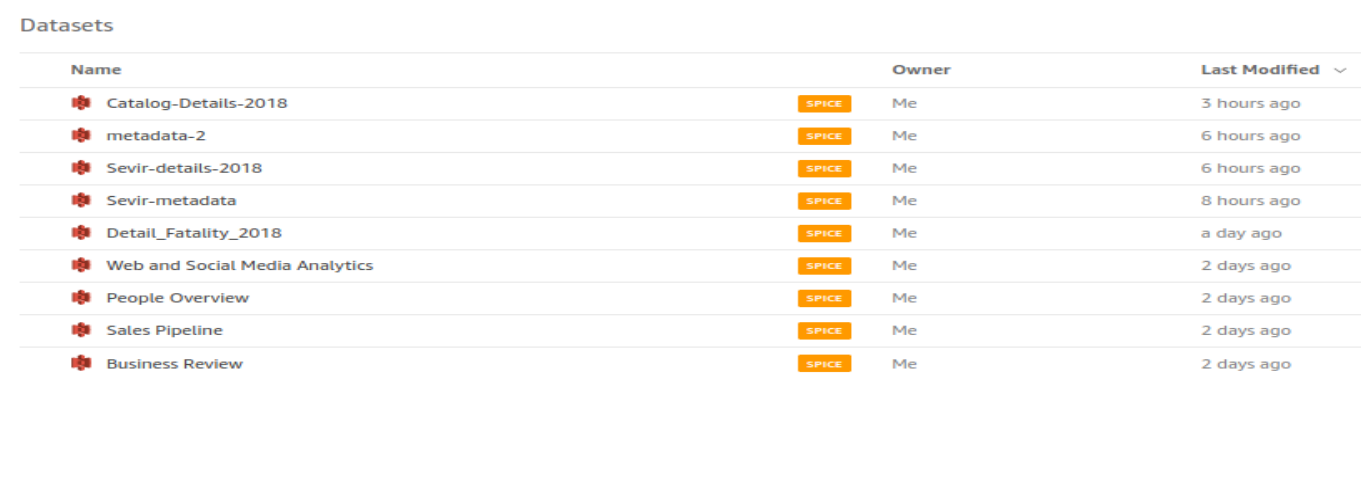 Datasets
Name Owner Last Modified
Catalog-Details-2018 SPICE Me 3 hours ago
metadata-2 SPICE Me 6 hours ago
Sevir-details-2018 SPICE Me 6 hours ago
Sevir-metadata SPICE Me 8 hours ago
Detail_Fatality_2018 SPICE Me a day ago
Web and Social Media Analytics SPICE Me 2 days ago
People Overview SPICE Me 2 days ago
Sales Pipeline SPICE Me 2 days ago
Business Review SPICE Me 2 days ago